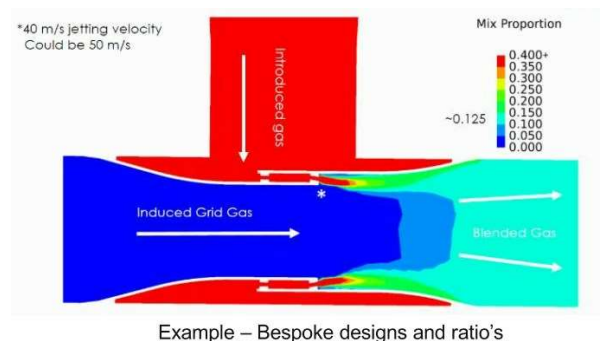 *40 m/s jetting velocity
Could be 50 m/s
Introduced gas
Mix Proportion
0.400+
0.350
0.300
0.250
0.200
0.150
0.100
0.050
0.000
~0.125
*
Induced Grid Gas
Blended Gas
Example – Bespoke designs and ratio's